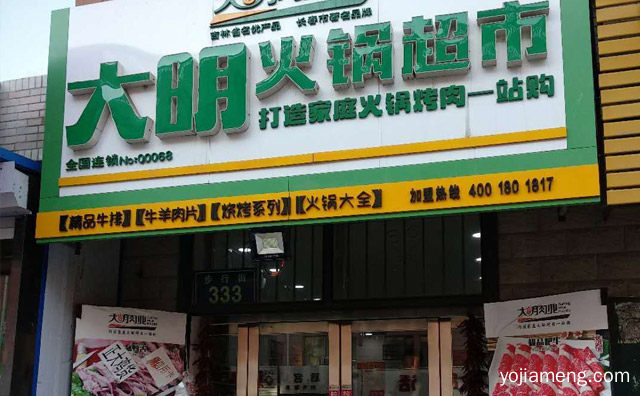 吉林省名优产品 长春市著名品牌
大明火锅超市
打造家庭火锅烤肉一站购
全国连锁No:00068
【精品牛排】【牛羊肉片】【烧烤系列】【火锅大全】 加盟热线 400 180 1817
333
大明肉业
大明肉业
yojiameng.com